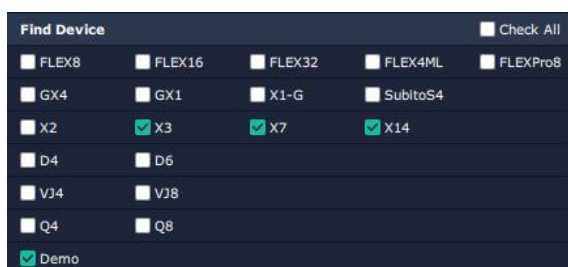 Find Device Check All
FLEX8 FLEX16 FLEX32 FLEX4ML FLEXPro8
GX4 GX1 X1-G SubitoS4
X2 X3 X7 X14
D4 D6
VJ4 VJ8
Q4 Q8
Demo